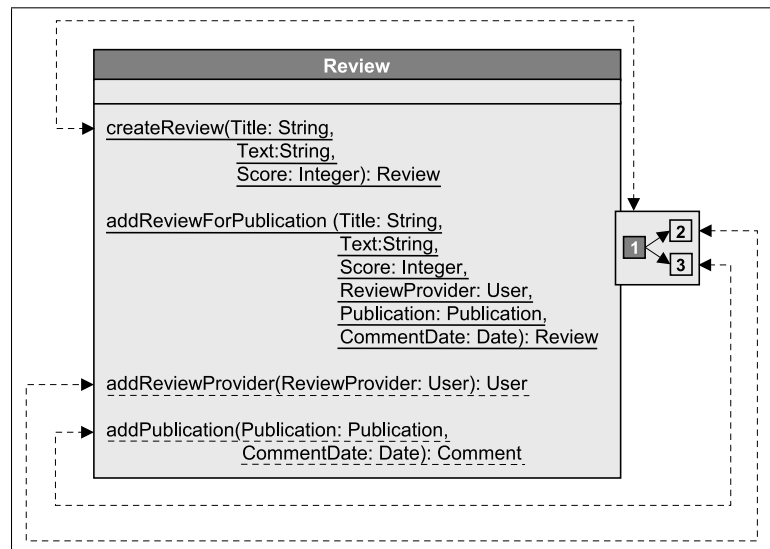 Review
createReview(Title: String,
Text:String,
Score: Integer): Review
addReviewForPublication (Title: String,
Text:String,
Score: Integer,
ReviewProvider: User,
Publication: Publication,
CommentDate: Date): Review
1
2
3
addReviewProvider(ReviewProvider: User): User
addPublication(Publication: Publication,
CommentDate: Date): Comment